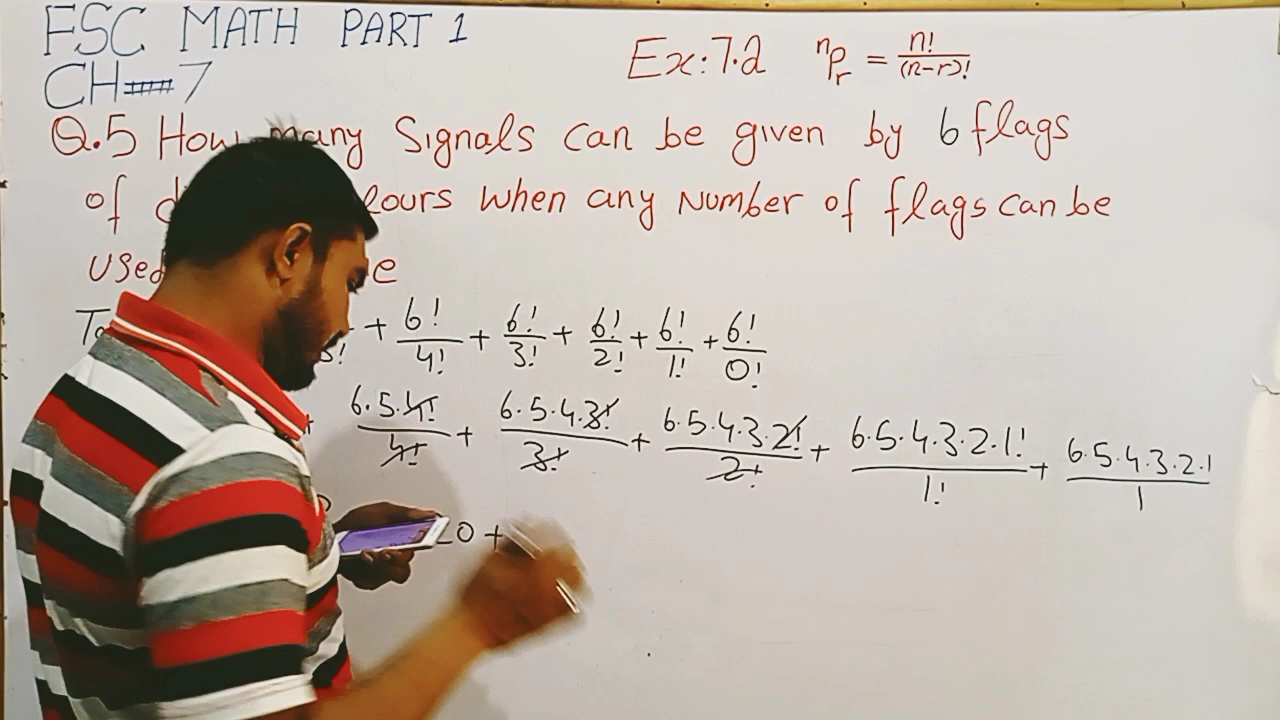 FSC MATH PART 1
CH 7
Ex: 7.2 ⁿPᵣ = n!/(n-r)!
Q.5 How many Signals can be given by 6 flags
of lours when any Number of flags can be
used e
+ 6!/4! + 6!/3! + 6!/2! + 6!/1! + 6!/0!
+ 6.5.4!/4! + 6.5.4.3!/3! + 6.5.4.3.2!/2! + 6.5.4.3.2.1!/1! + 6.5.4.3.2.1/1
20 +